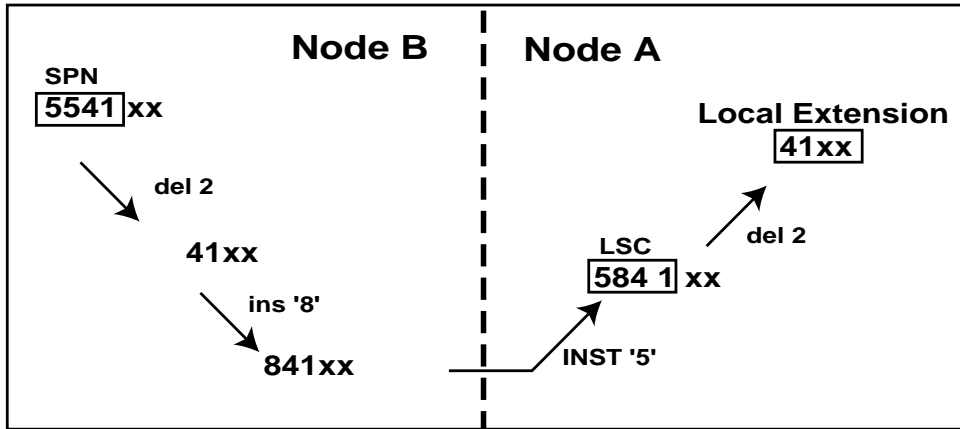 Node B
SPN
5541 xx
del 2
41xx
ins '8'
841xx
Node A
Local Extension
41xx
del 2
LSC
584 1 xx
INST '5'